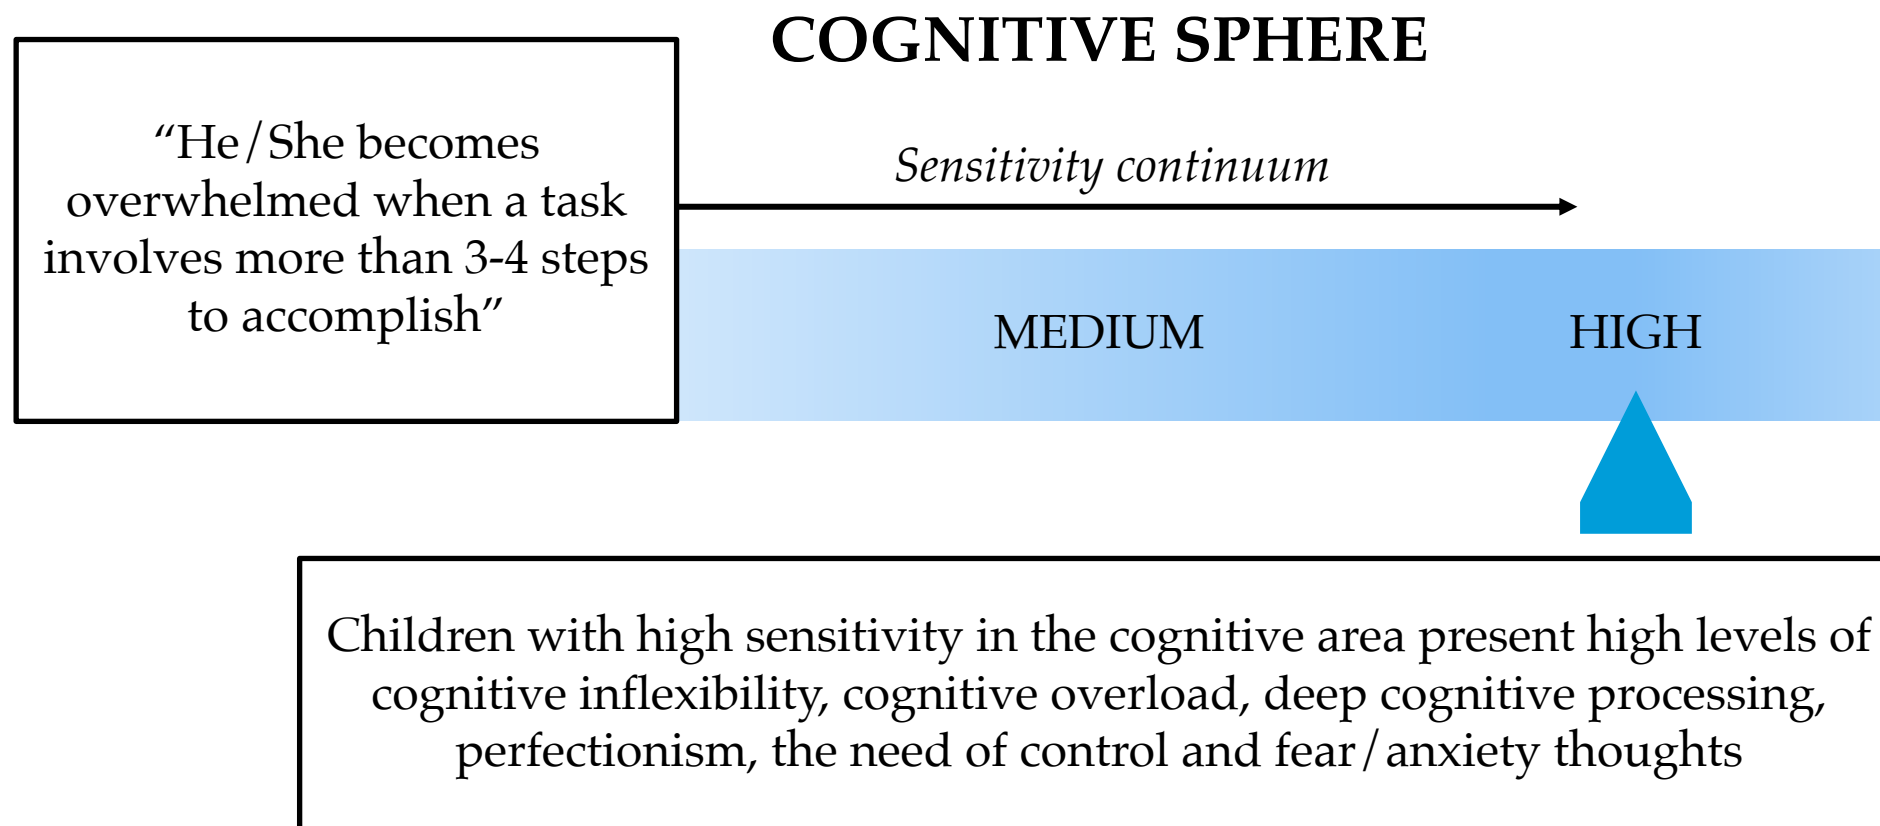 COGNITIVE SPHERE
“He/She becomes
overwhelmed when a task
involves more than 3-4 steps
to accomplish”
Sensitivity continuum
MEDIUM
HIGH
Children with high sensitivity in the cognitive area present high levels of
cognitive inflexibility, cognitive overload, deep cognitive processing,
perfectionism, the need of control and fear/anxiety thoughts